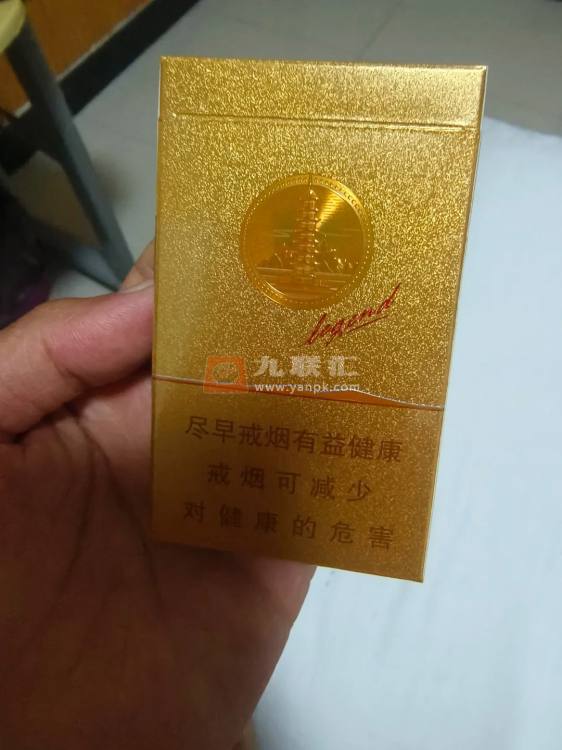 legend
九联汇
www.yanpk.com
尽早戒烟有益健康
戒烟可减少
对健康的危害